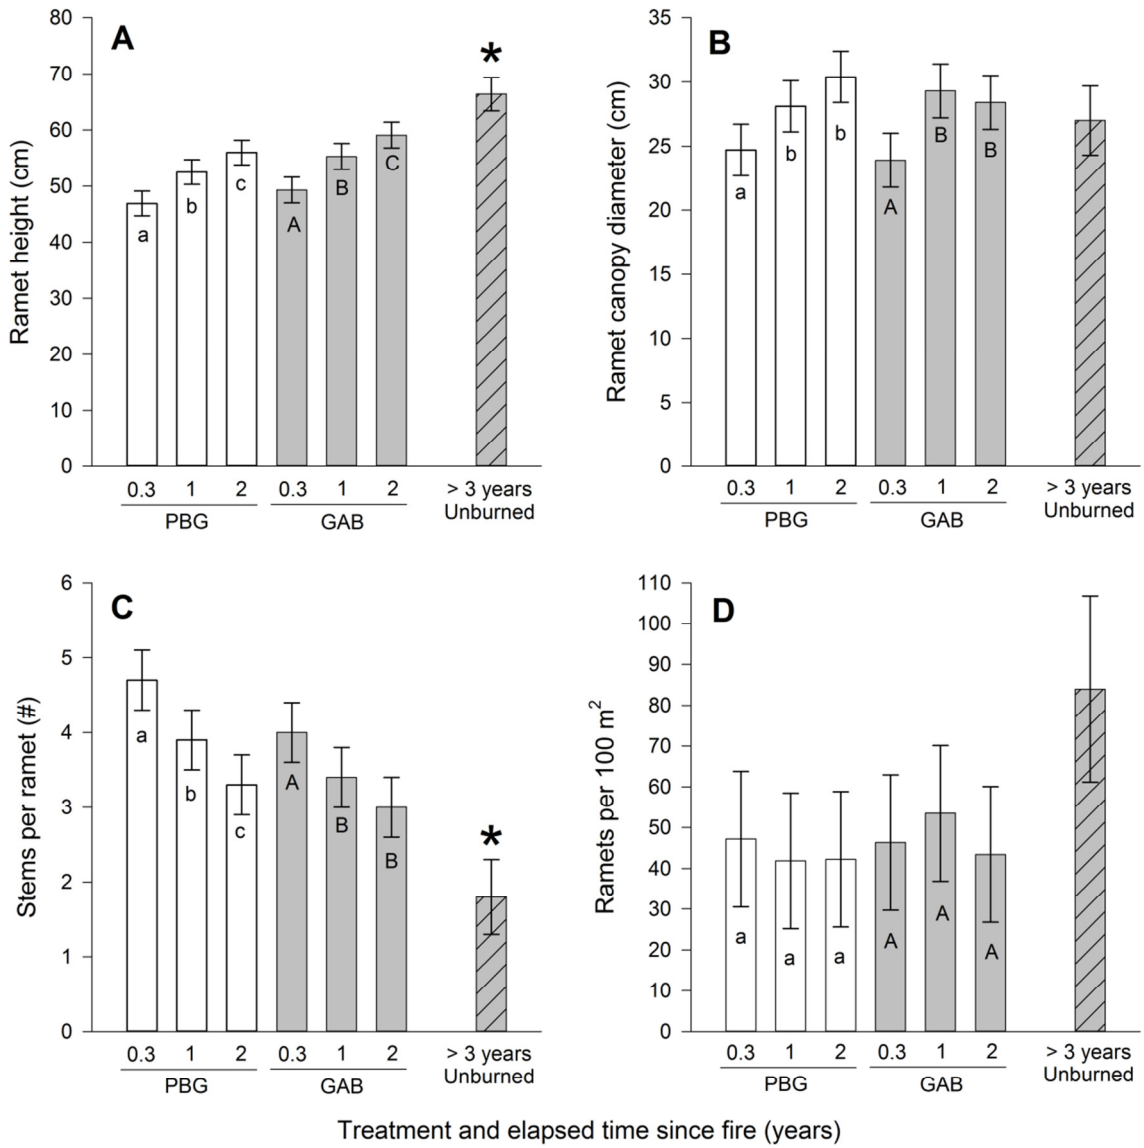 A
*
Ramet height (cm)
80
70
60
50
40
30
20
10
0
a
b
c
A
B
C
0.3 1 2 0.3 1 2 > 3 years
PBG GAB Unburned
B
Ramet canopy diameter (cm)
35
30
25
20
15
10
5
0
a
b
b
A
B
B
0.3 1 2 0.3 1 2 > 3 years
PBG GAB Unburned
C
*
Stems per ramet (#)
6
5
4
3
2
1
0
a
b
c
A
B
B
0.3 1 2 0.3 1 2 > 3 years
PBG GAB Unburned
D
Ramets per 100 m²
110
100
90
80
70
60
50
40
30
20
10
0
a
a
a
A
A
A
0.3 1 2 0.3 1 2 > 3 years
PBG GAB Unburned
Treatment and elapsed time since fire (years)